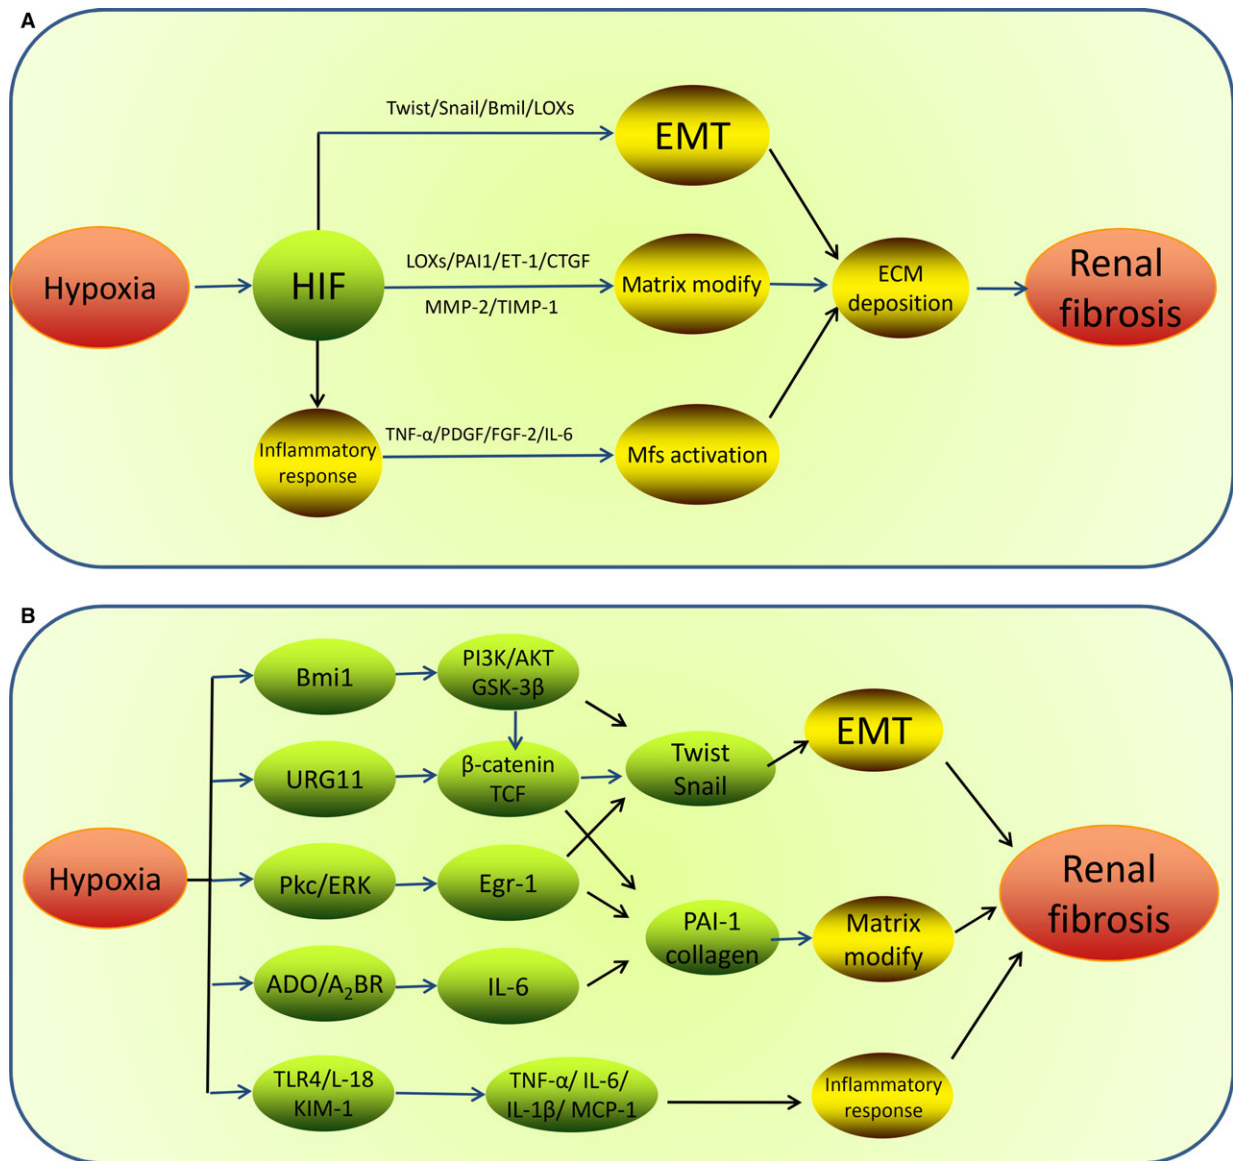 A
Twist/Snail/Bmil/LOXs
EMT
Hypoxia
HIF
LOXs/PAI1/ET-1/CTGF
MMP-2/TIMP-1
Matrix modify
ECM
deposition
Renal
fibrosis
Inflammatory
response
TNF-α/PDGF/FGF-2/IL-6
Mfs activation
B
Hypoxia
Bmi1
PI3K/AKT
GSK-3β
URG11
β-catenin
TCF
Twist
Snail
EMT
Pkc/ERK
Egr-1
PAI-1
collagen
Matrix
modify
Renal
fibrosis
ADO/A₂BR
IL-6
TLR4/L-18
KIM-1
TNF-α/ IL-6/
IL-1β/ MCP-1
Inflammatory
response